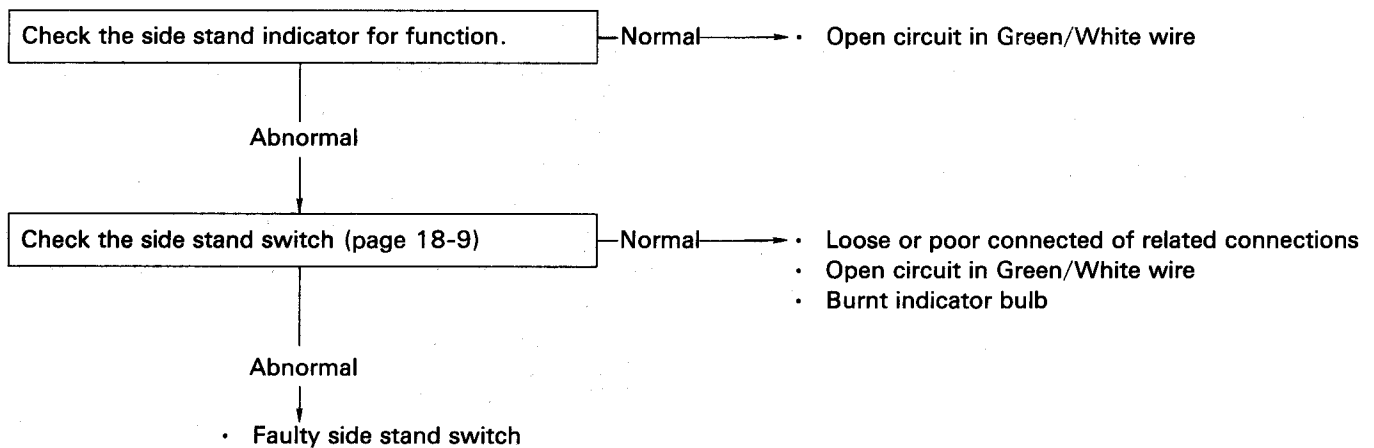 Check the side stand indicator for function.
Normal
· Open circuit in Green/White wire
Abnormal
Check the side stand switch (page 18-9)
Normal
· Loose or poor connected of related connections
· Open circuit in Green/White wire
· Burnt indicator bulb
Abnormal
· Faulty side stand switch